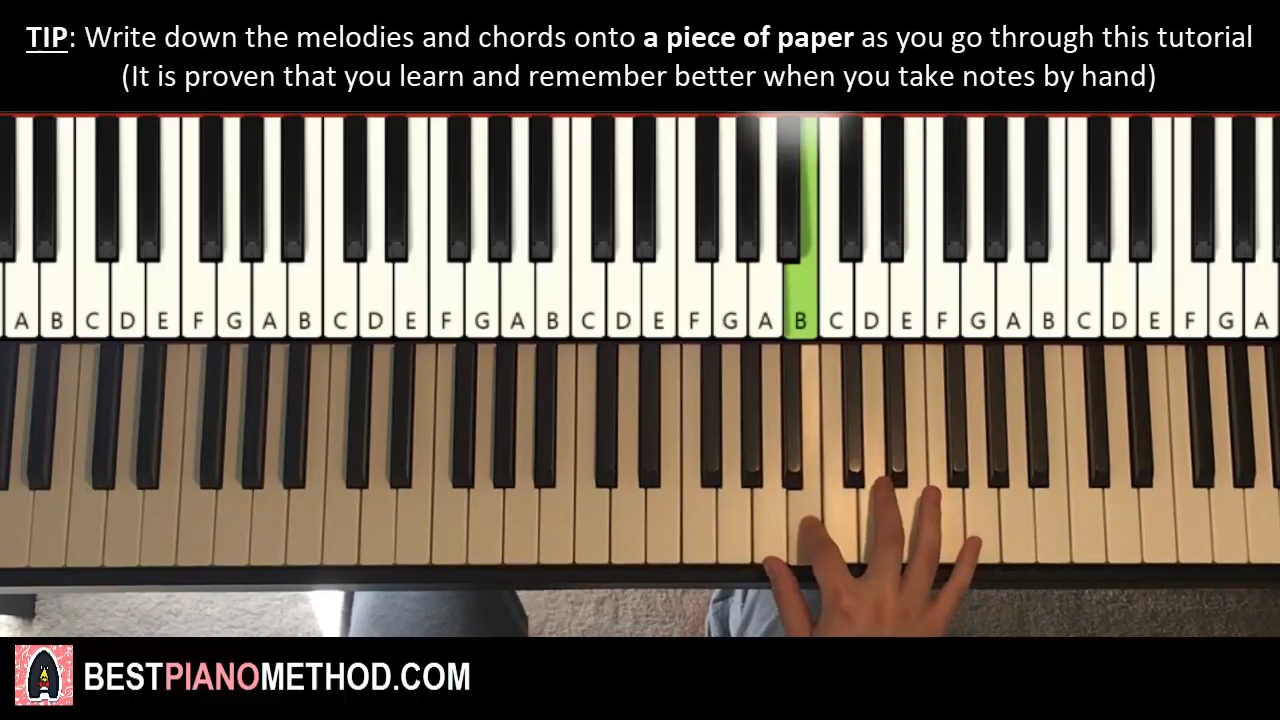 TIP: Write down the melodies and chords onto a piece of paper as you go through this tutorial
(It is proven that you learn and remember better when you take notes by hand)
A B C D E F G A B C D E F G A B C D E F G A B C D E F G A B C D E F G A
BESTPIANOMETHOD.COM